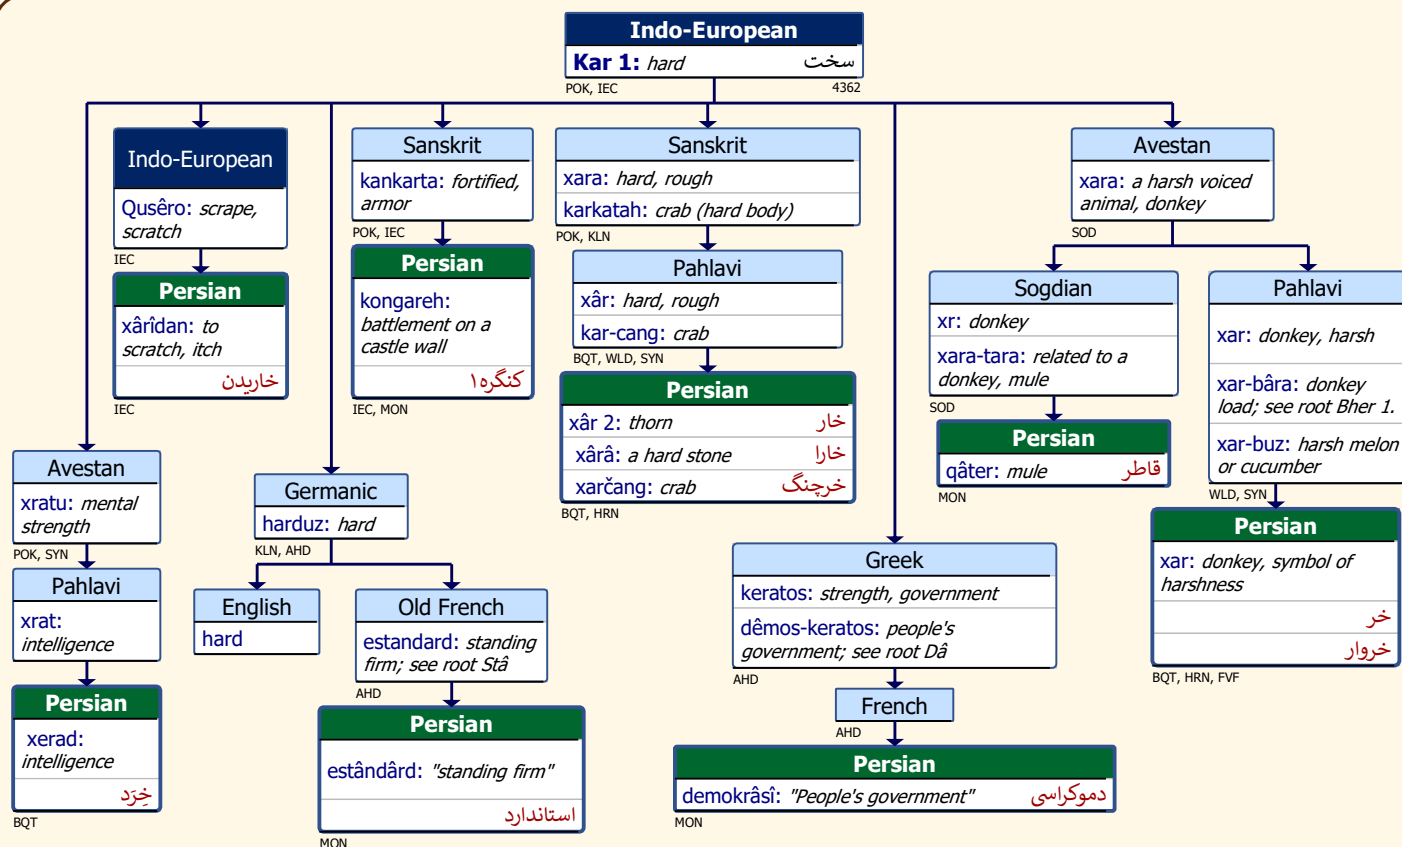 Indo-European
Kar 1: hard سخت
POK, IEC 4362
Indo-European
Qusêro: scrape,
scratch
IEC
Persian
xârîdan: to
scratch, itch
خاریدن
IEC
Sanskrit
kankarta: fortified,
armor
POK, IEC
Persian
kongareh:
battlement on a
castle wall
کنگره۱
IEC, MON
Sanskrit
xara: hard, rough
karkatah: crab (hard body)
POK, KLN
Pahlavi
xâr: hard, rough
kar-cang: crab
BQT, WLD, SYN
Persian
xâr 2: thorn خار
xârâ: a hard stone خارا
xarčang: crab خرچنگ
BQT, HRN
Avestan
xara: a harsh voiced
animal, donkey
SOD
Sogdian
xr: donkey
xara-tara: related to a
donkey, mule
SOD
Persian
qâter: mule قاطر
MON
Pahlavi
xar: donkey, harsh
xar-bâra: donkey
load; see root Bher 1.
xar-buz: harsh melon
or cucumber
WLD, SYN
Persian
xar: donkey, symbol of
harshness
خر
خروار
BQT, HRN, FVF
Avestan
xratu: mental
strength
POK, SYN
Pahlavi
xrat:
intelligence
Persian
xerad:
intelligence
خِرَد
BQT
Germanic
harduz: hard
KLN, AHD
English
hard
Old French
estandard: standing
firm; see root Stâ
AHD
Persian
estândârd: "standing firm"
استاندارد
MON
Greek
keratos: strength, government
dêmos-keratos: people's
government; see root Dâ
AHD
French
AHD
Persian
demokrâsî: "People's government" دموکراسی
MON